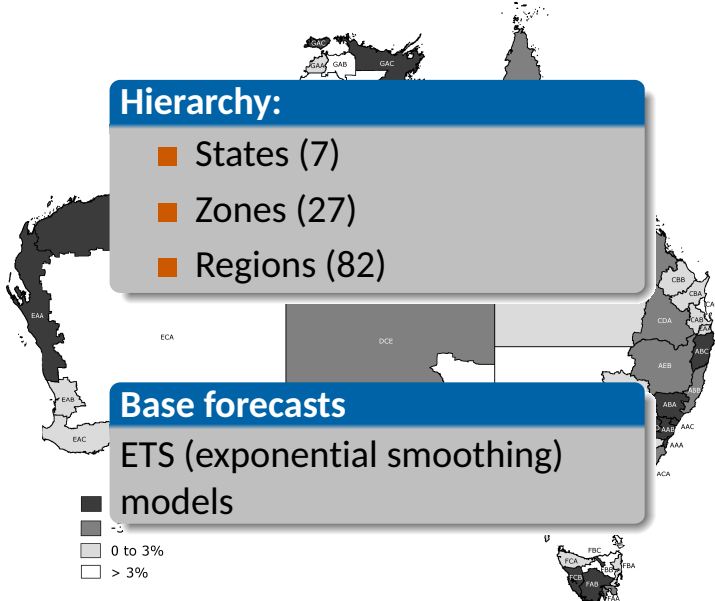 GAC
GAA GAB GAC
Hierarchy:
States (7)
Zones (27)
Regions (82)
CBB
CBA
CA
EAA
CDA
CAB
ECA
DCE
ABC
AEB
EAB
ABB
Base forecasts
ABA
AAB AAC
EAC
AAA
ETS (exponential smoothing)
models
ACA
0 to 3%
> 3%
FBC
FCA
FBA
FCB
FAB
FAA